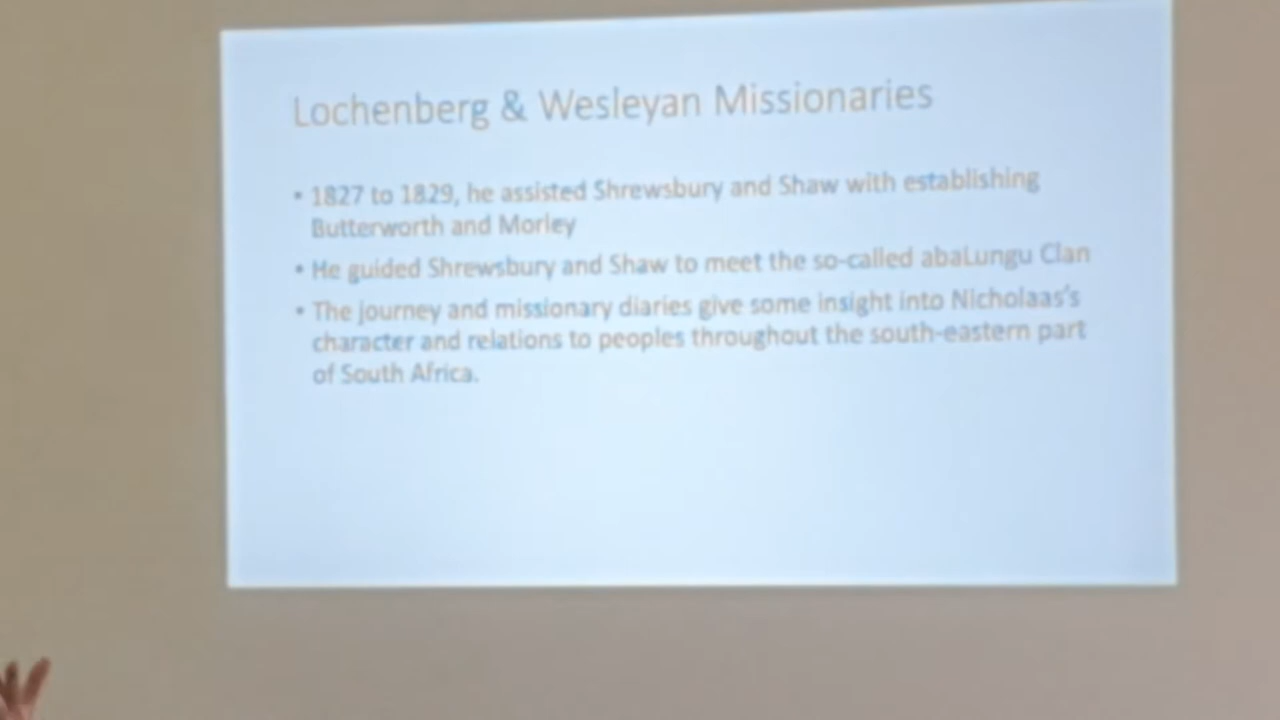 Lochenberg & Wesleyan Missionaries
• 1827 to 1829, he assisted Shrewsbury and Shaw with establishing
Butterworth and Morley
• He guided Shrewsbury and Shaw to meet the so-called abaLungu Clan
• The journey and missionary diaries give some insight into Nicholaas's
character and relations to peoples throughout the south-eastern part
of South Africa.